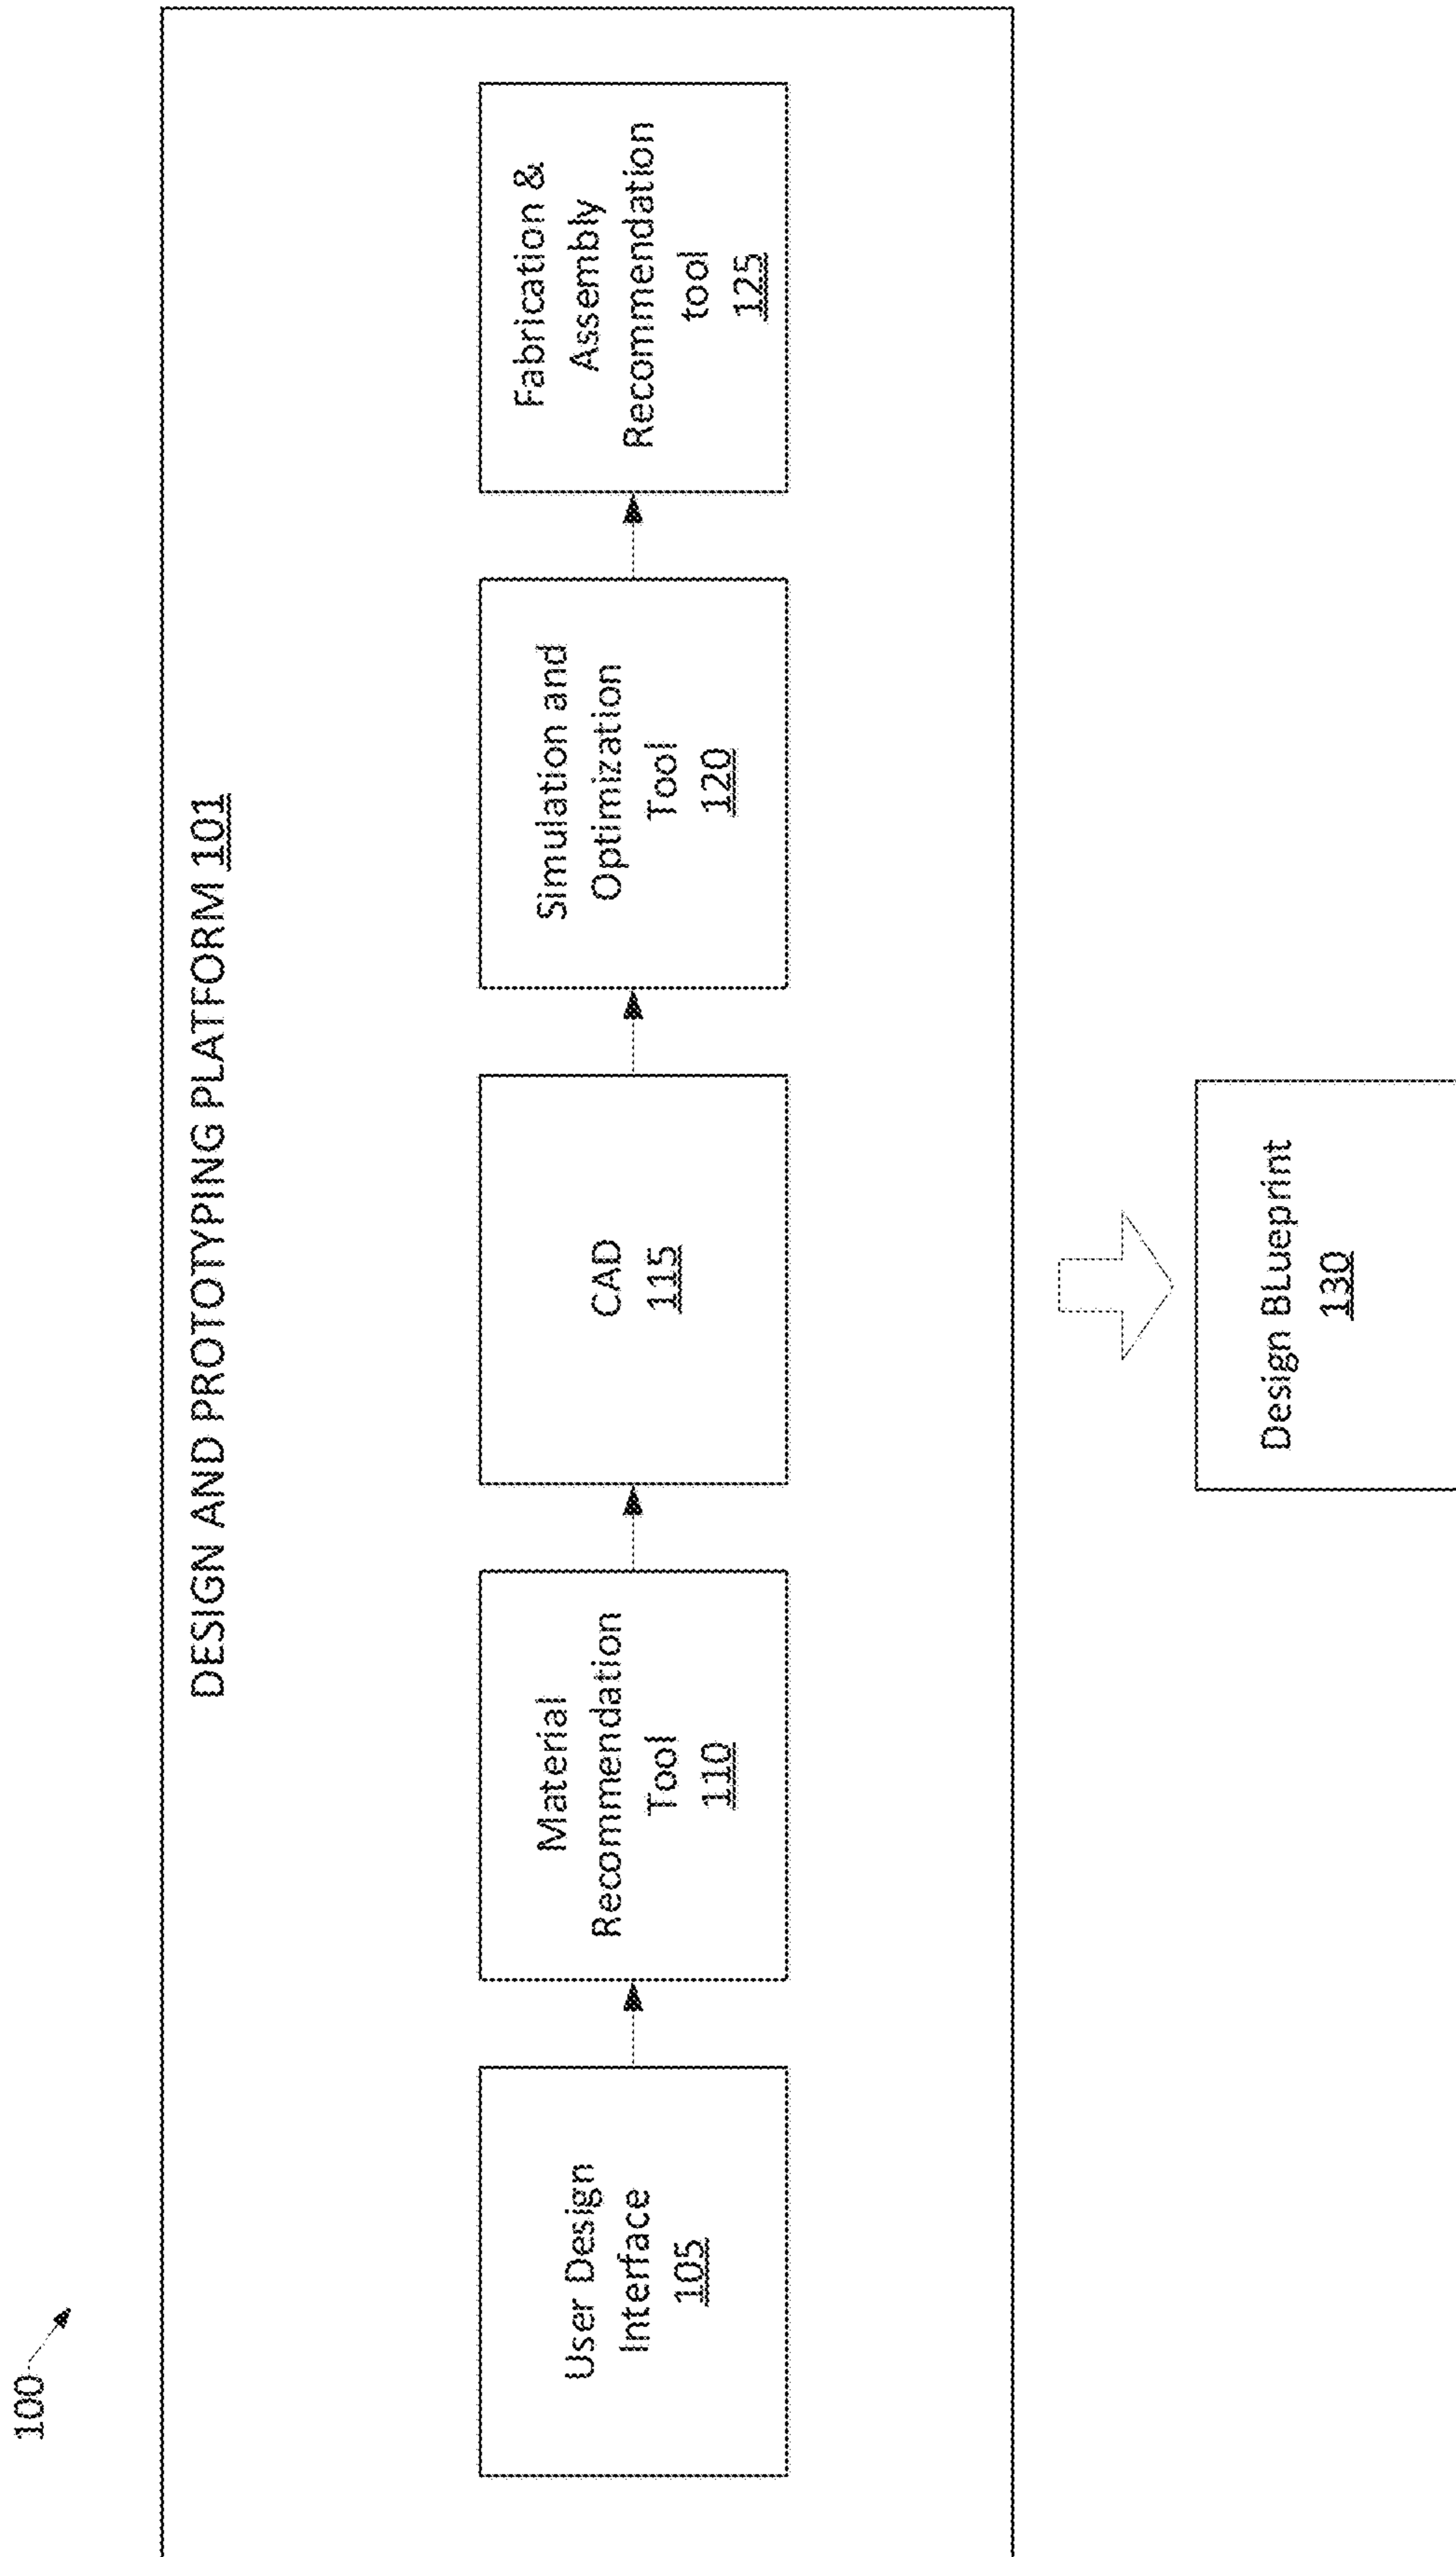 100
DESIGN AND PROTOTYPING PLATFORM 101
User Design
Interface
105
Material
Recommendation
Tool
110
CAD
115
Simulation and
Optimization
Tool
120
Fabrication &
Assembly
Recommendation
tool
125
Design BLueprint
130